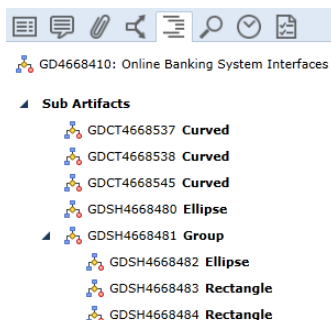 GD4668410: Online Banking System Interfaces
Sub Artifacts
GDCT4668537 Curved
GDCT4668538 Curved
GDCT4668545 Curved
GDSH4668480 Ellipse
GDSH4668481 Group
GDSH4668482 Ellipse
GDSH4668483 Rectangle
GDSH4668484 Rectangle